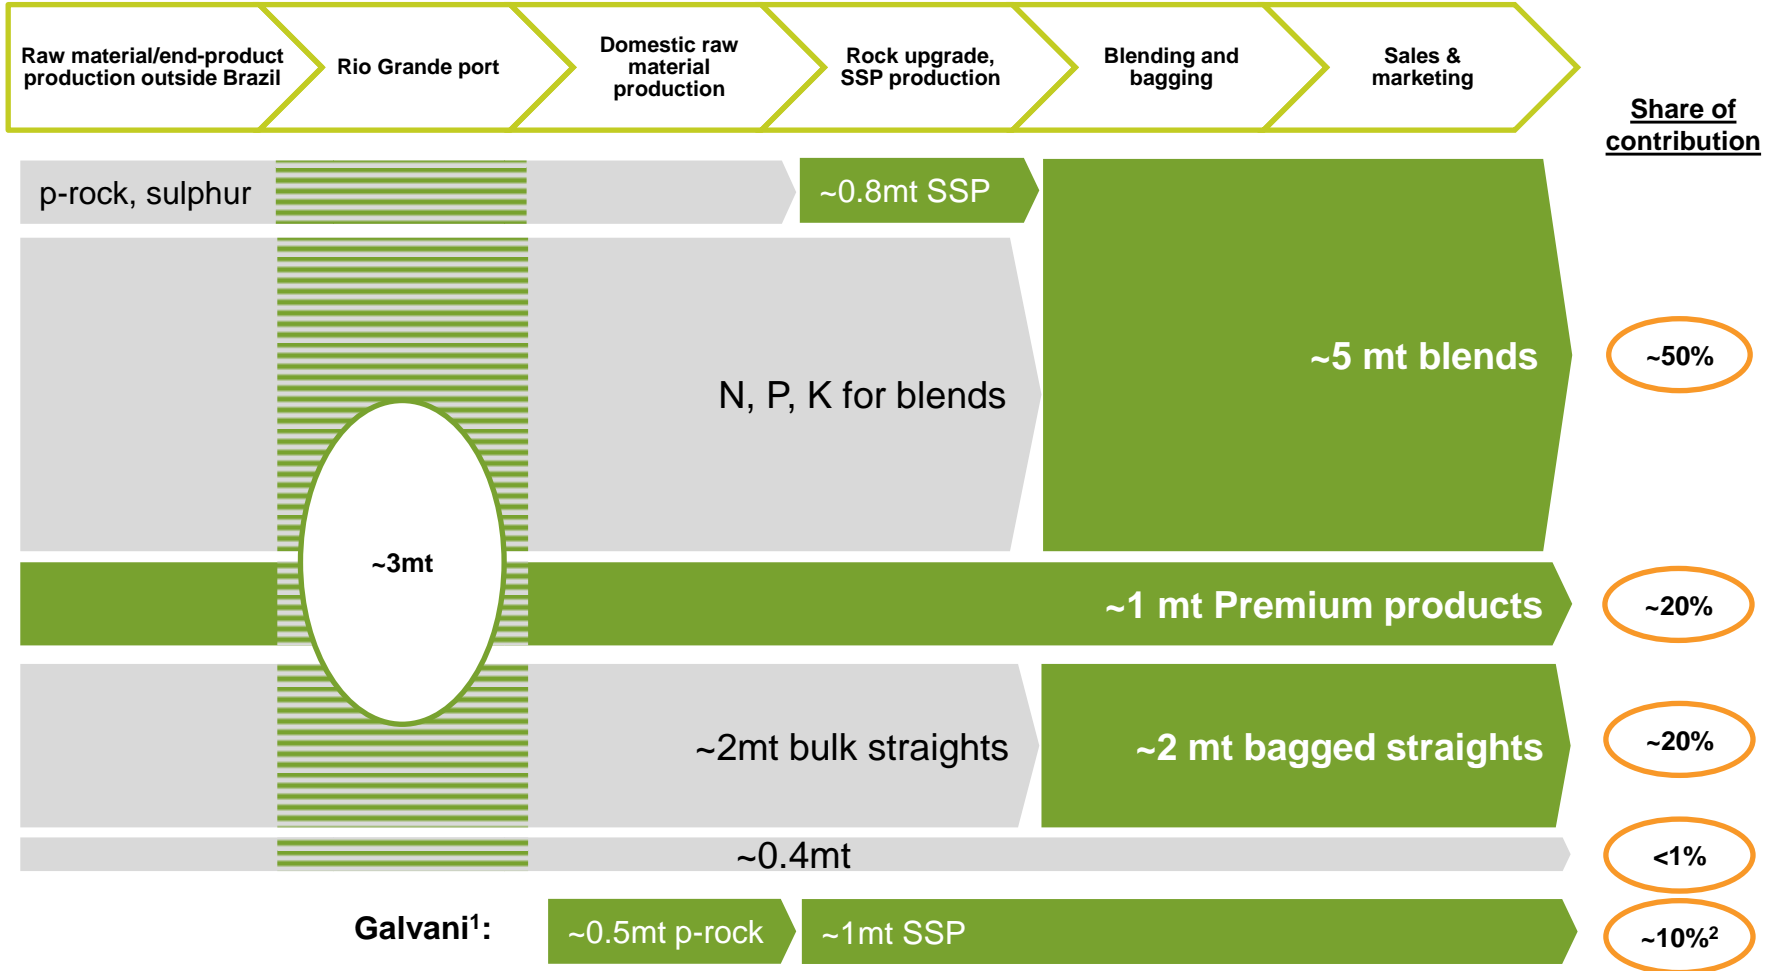 Raw material/end-product
production outside Brazil
Rio Grande port
Domestic raw
material
production
Rock upgrade,
SSP production
Blending and
bagging
Sales &
marketing
Share of
contribution
p-rock, sulphur
~0.8mt SSP
N, P, K for blends
~5 mt blends
~50%
~3mt
~1 mt Premium products
~20%
~2mt bulk straights
~2 mt bagged straights
~20%
~0.4mt
<1%
Galvani¹:
~0.5mt p-rock
~1mt SSP
~10%²